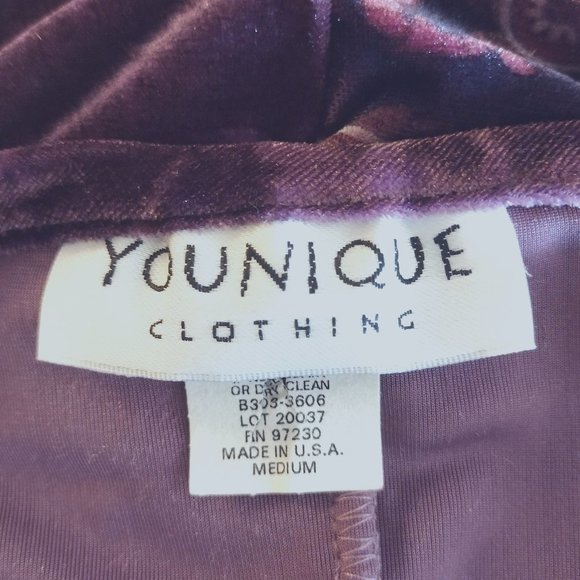 YOUNIQUE
CLOTHING
OR DRY CLEAN
B303-3606
LOT 20037
RN 97230
MADE IN U.S.A.
MEDIUM